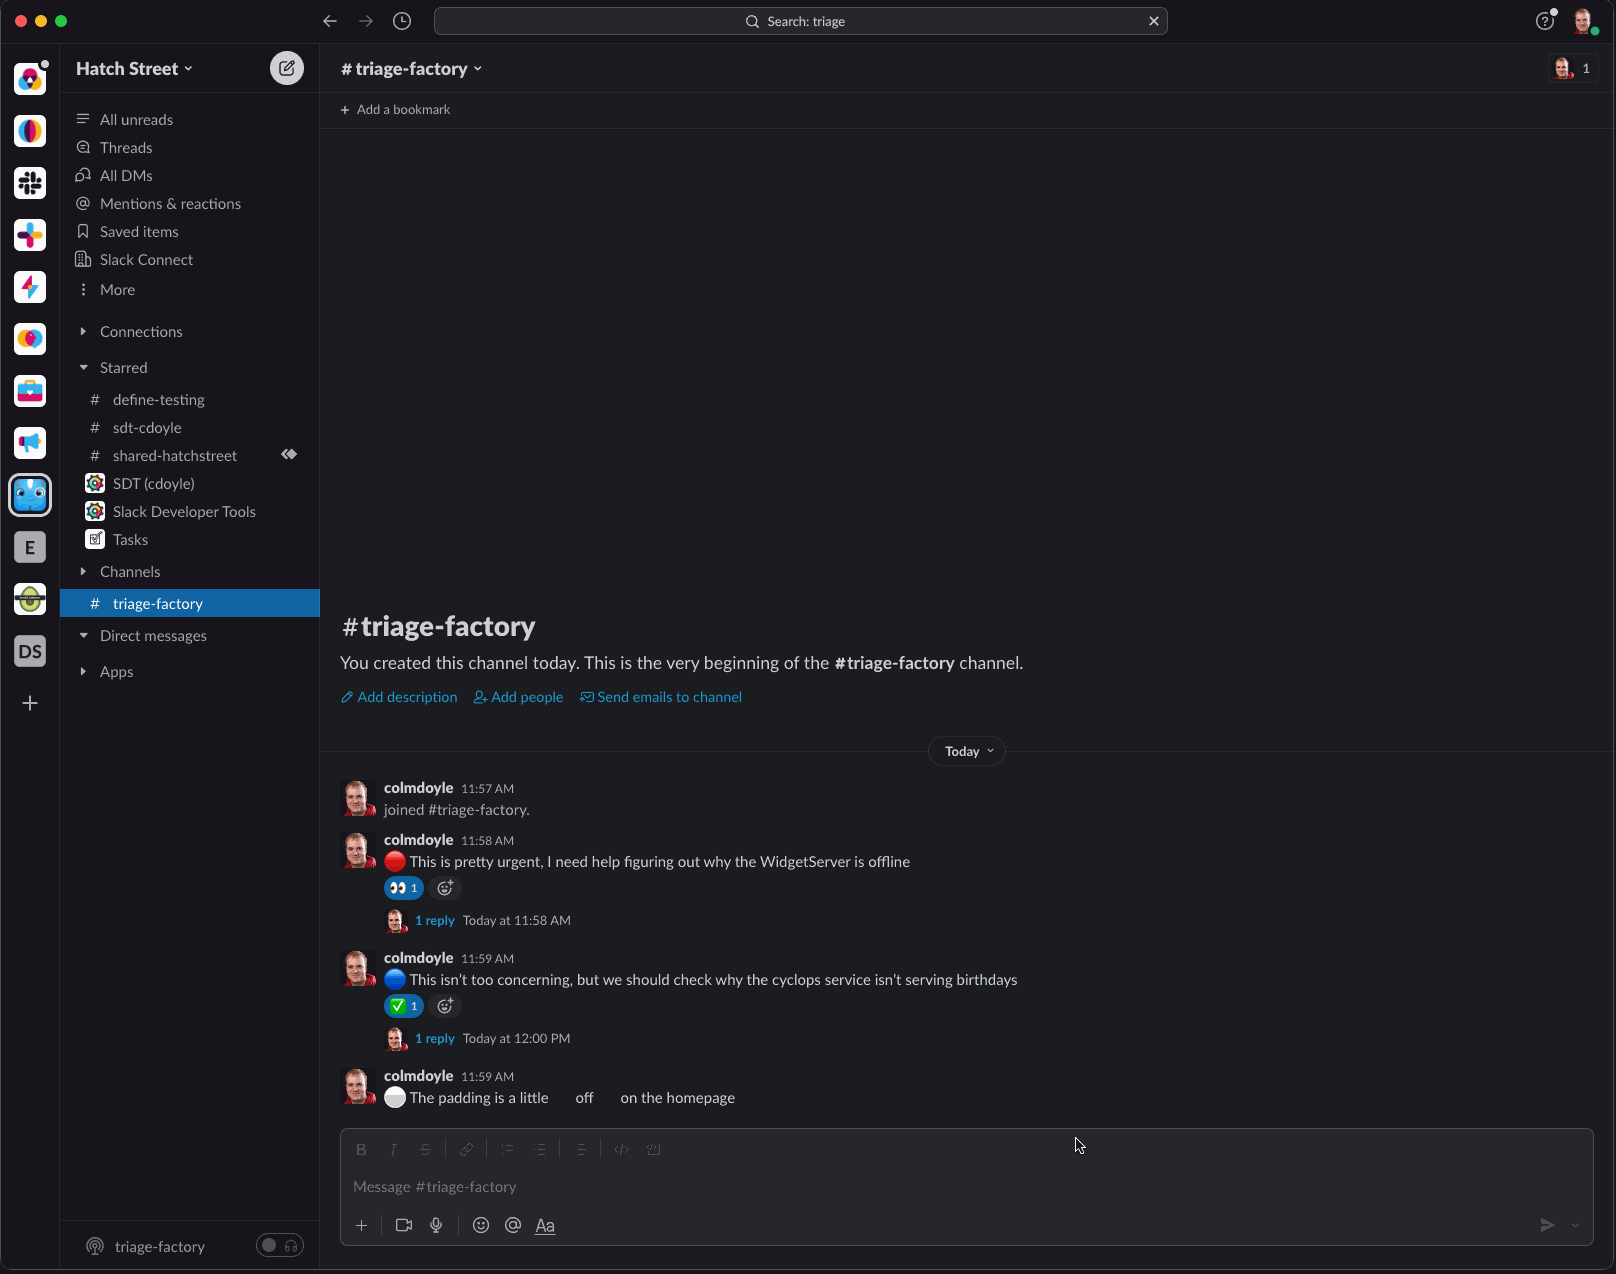 Search: triage
Hatch Street
# triage-factory
1
+ Add a bookmark
All unreads
Threads
All DMs
Mentions & reactions
Saved items
Slack Connect
More
Connections
Starred
# define-testing
# sdt-cdoyle
# shared-hatchstreet
SDT (cdoyle)
Slack Developer Tools
Tasks
Channels
# triage-factory
Direct messages
Apps
E
DS
#triage-factory
You created this channel today. This is the very beginning of the #triage-factory channel.
Add description Add people Send emails to channel
Today
colmdoyle 11:57 AM
joined #triage-factory.
colmdoyle 11:58 AM
This is pretty urgent, I need help figuring out why the WidgetServer is offline
1
1 reply Today at 11:58 AM
colmdoyle 11:59 AM
This isn't too concerning, but we should check why the cyclops service isn't serving birthdays
1
1 reply Today at 12:00 PM
colmdoyle 11:59 AM
The padding is a little off on the homepage
B I S
Message #triage-factory
+ @ Aa
triage-factory